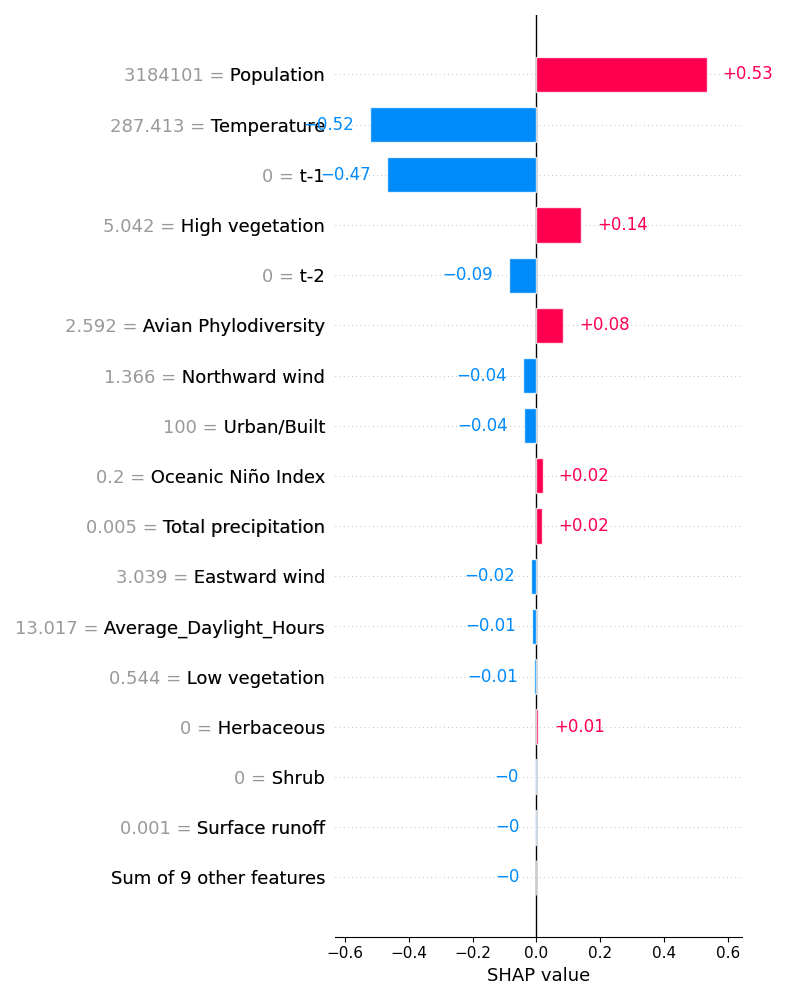 3184101 = Population +0.53
287.413 = Temperature −0.52
0 = t-1 −0.47
5.042 = High vegetation +0.14
0 = t-2 −0.09
2.592 = Avian Phylodiversity +0.08
1.366 = Northward wind −0.04
100 = Urban/Built −0.04
0.2 = Oceanic Niño Index +0.02
0.005 = Total precipitation +0.02
3.039 = Eastward wind −0.02
13.017 = Average_Daylight_Hours −0.01
0.544 = Low vegetation −0.01
0 = Herbaceous +0.01
0 = Shrub −0
0.001 = Surface runoff −0
Sum of 9 other features −0
−0.6 −0.4 −0.2 0.0 0.2 0.4 0.6
SHAP value